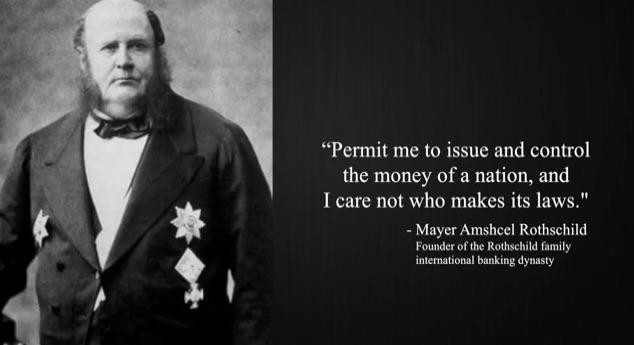 “Permit me to issue and control
the money of a nation, and
I care not who makes its laws."
- Mayer Amshcel Rothschild
Founder of the Rothschild family
international banking dynasty